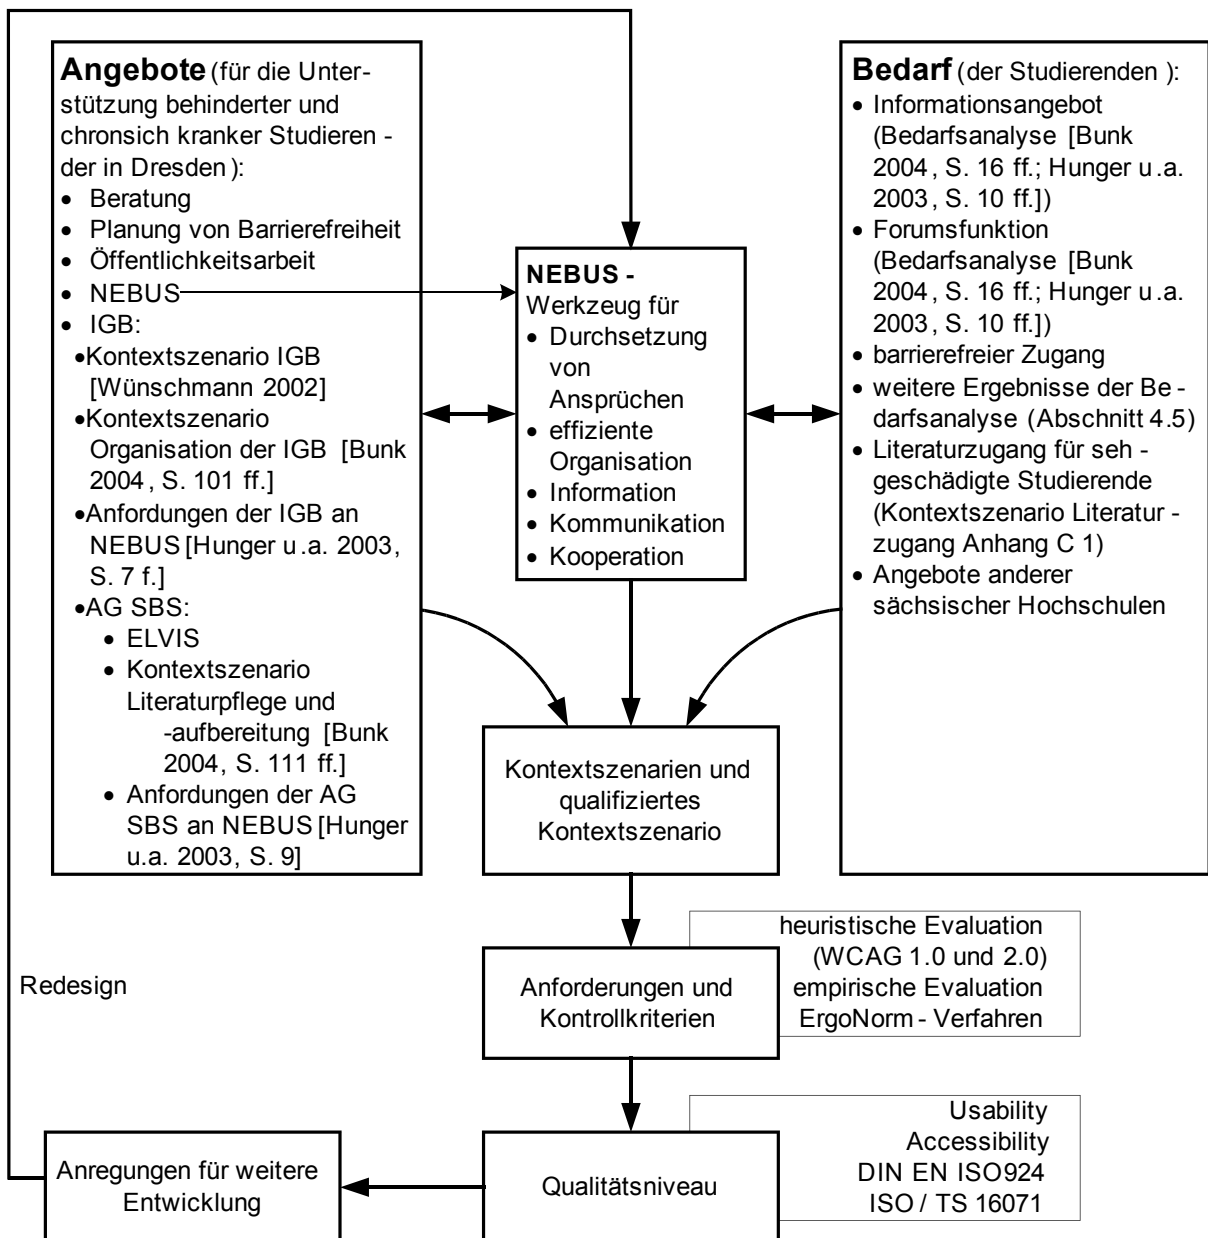 Angebote (für die Unter-
stützung behinderter und
chronsich kranker Studieren -
der in Dresden):
• Beratung
• Planung von Barrierefreiheit
• Öffentlichkeitsarbeit
• NEBUS
• IGB:
•Kontextszenario IGB
[Wünschmann 2002]
•Kontextszenario
Organisation der IGB [Bunk
2004, S. 101 ff.]
•Anfordungen der IGB an
NEBUS [Hunger u.a. 2003,
S. 7 f.]
•AG SBS:
• ELVIS
• Kontextszenario
Literaturpflege und
-aufbereitung [Bunk
2004, S. 111 ff.]
• Anfordungen der AG
SBS an NEBUS [Hunger
u.a. 2003, S. 9]
NEBUS -
Werkzeug für
• Durchsetzung
von
Ansprüchen
• effiziente
Organisation
• Information
• Kommunikation
• Kooperation
Bedarf (der Studierenden ):
• Informationsangebot
(Bedarfsanalyse [Bunk
2004, S. 16 ff.; Hunger u.a.
2003, S. 10 ff.])
• Forumsfunktion
(Bedarfsanalyse [Bunk
2004, S. 16 ff.; Hunger u.a.
2003, S. 10 ff.])
• barrierefreier Zugang
• weitere Ergebnisse der Be -
darfsanalyse (Abschnitt 4.5)
• Literaturzugang für seh -
geschädigte Studierende
(Kontextszenario Literatur -
zugang Anhang C 1)
• Angebote anderer
sächsischer Hochschulen
Kontextszenarien und
qualifiziertes
Kontextszenario
heuristische Evaluation
(WCAG 1.0 und 2.0)
empirische Evaluation
ErgoNorm - Verfahren
Anforderungen und
Kontrollkriterien
Redesign
Usability
Accessibility
DIN EN ISO924
ISO / TS 16071
Qualitätsniveau
Anregungen für weitere
Entwicklung